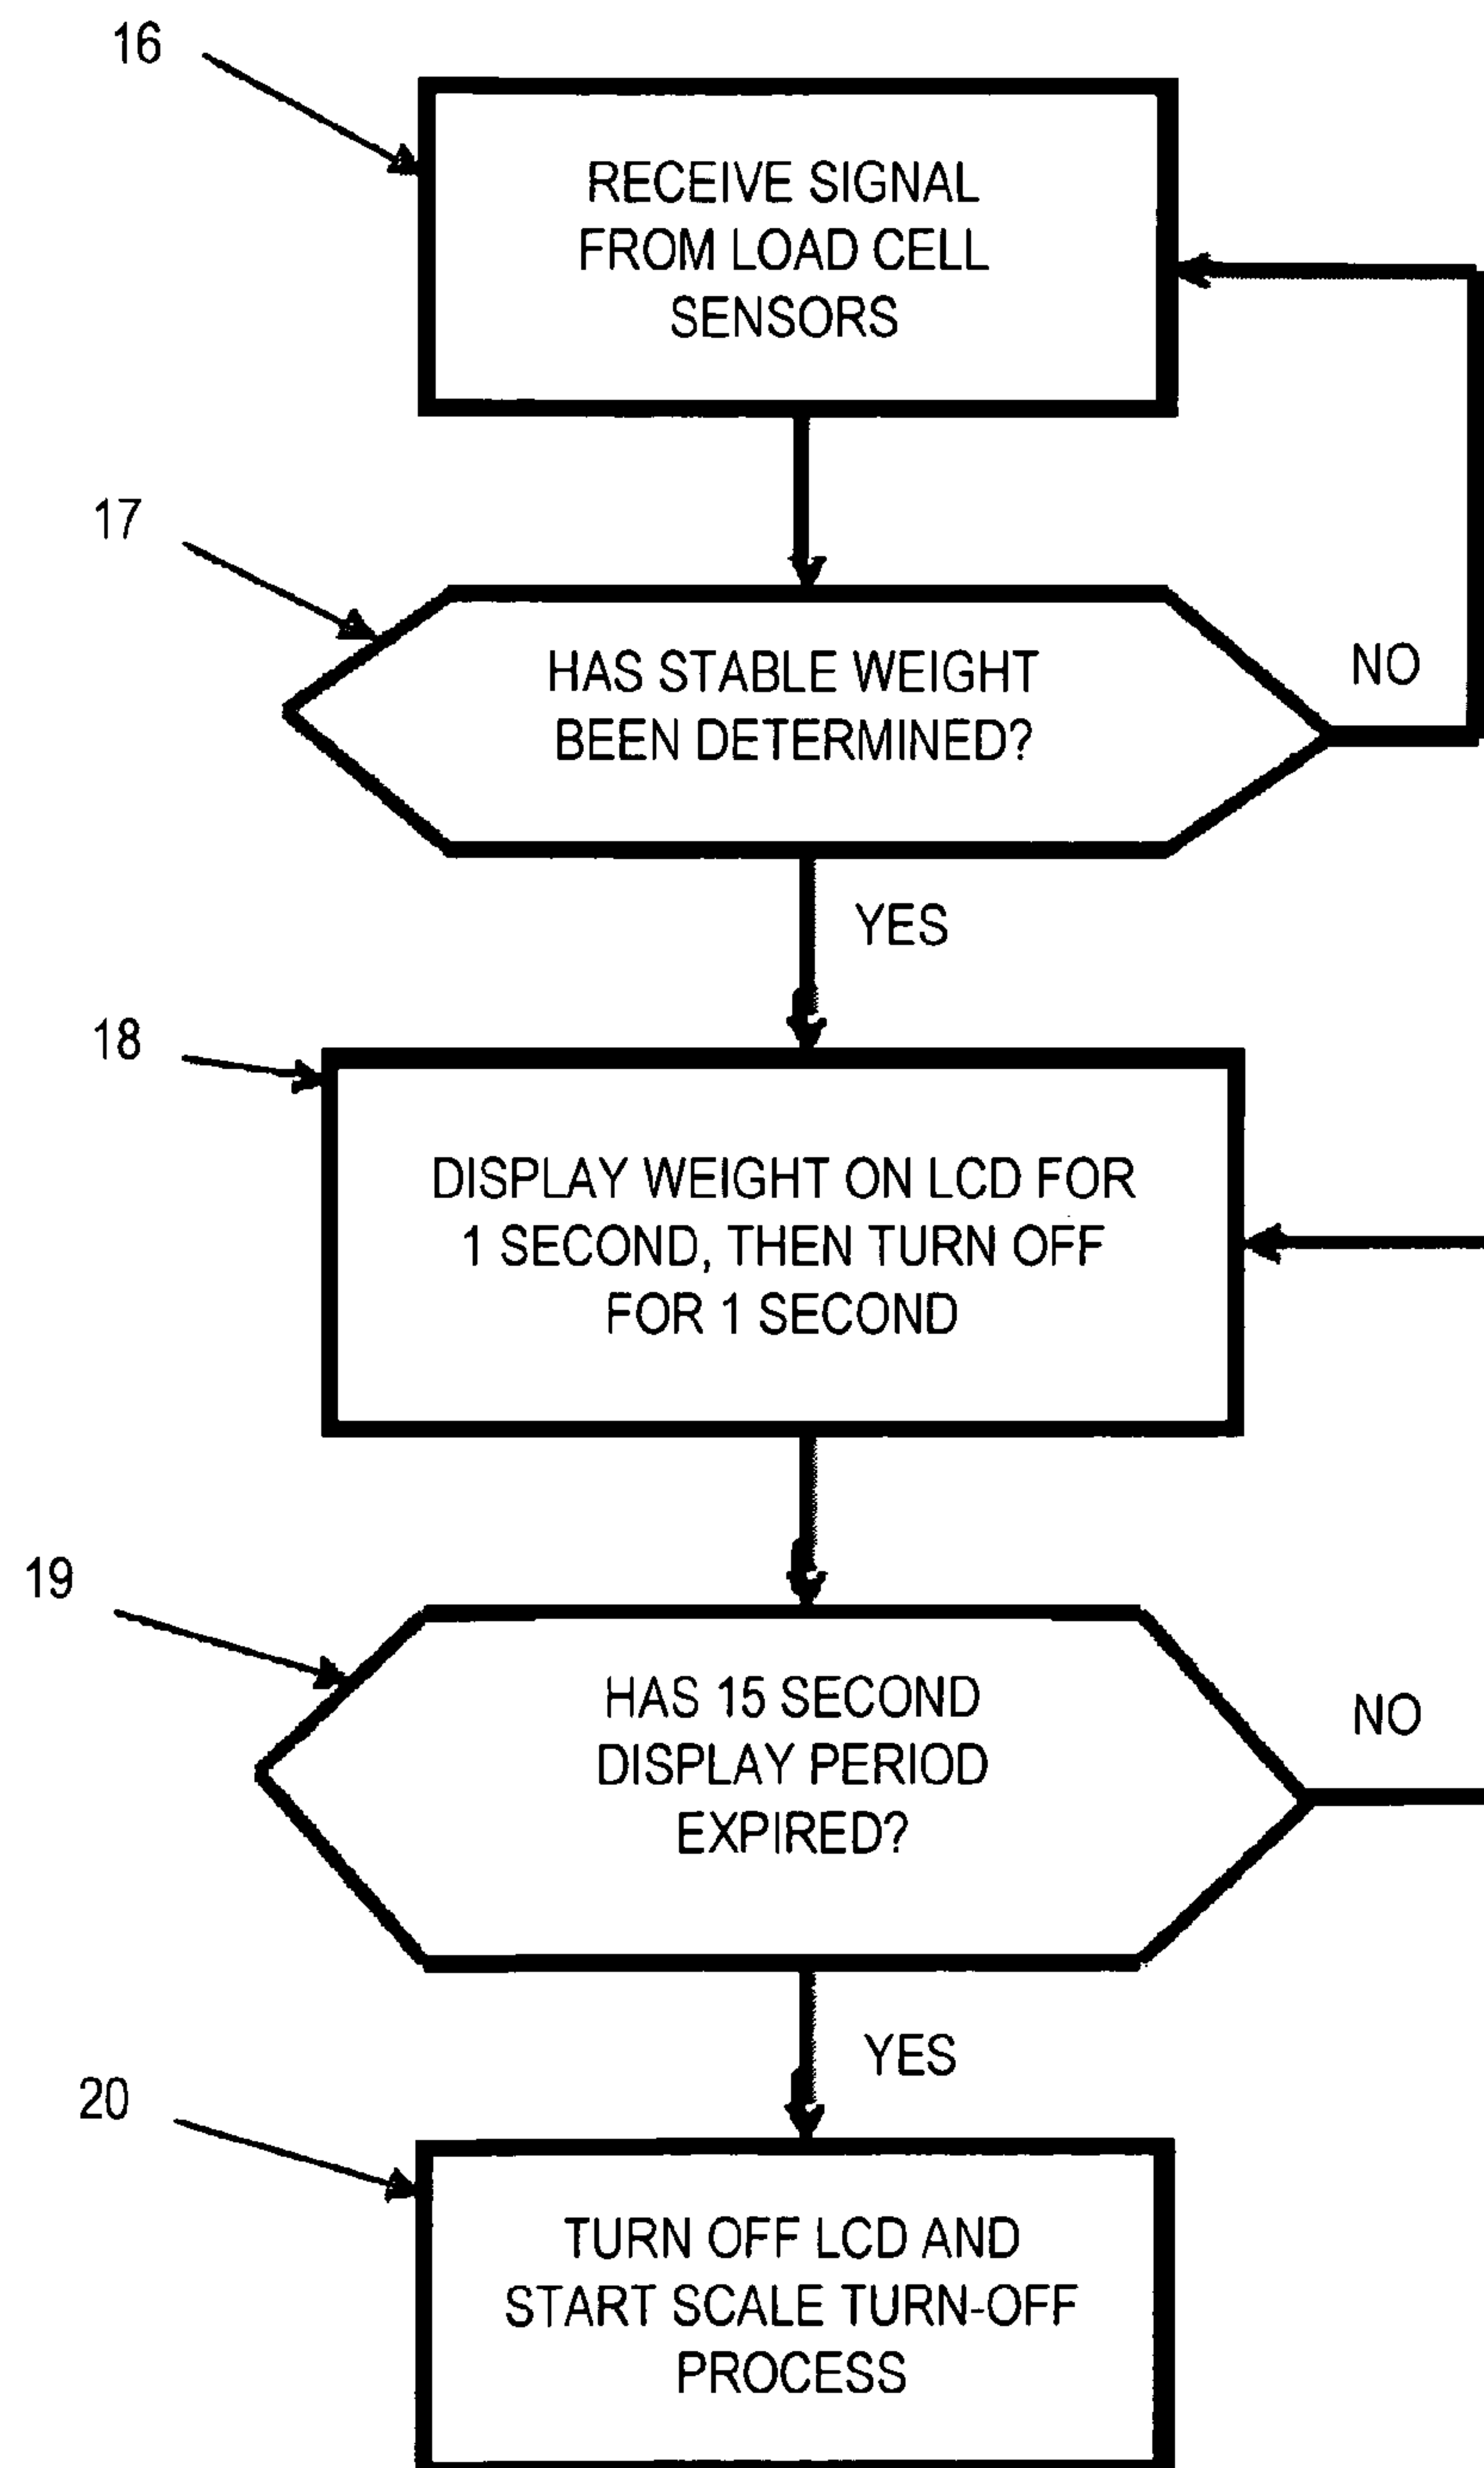 16
RECEIVE SIGNAL
FROM LOAD CELL
SENSORS
17
HAS STABLE WEIGHT
BEEN DETERMINED?
NO
YES
18
DISPLAY WEIGHT ON LCD FOR
1 SECOND, THEN TURN OFF
FOR 1 SECOND
19
HAS 15 SECOND
DISPLAY PERIOD
EXPIRED?
NO
YES
20
TURN OFF LCD AND
START SCALE TURN-OFF
PROCESS